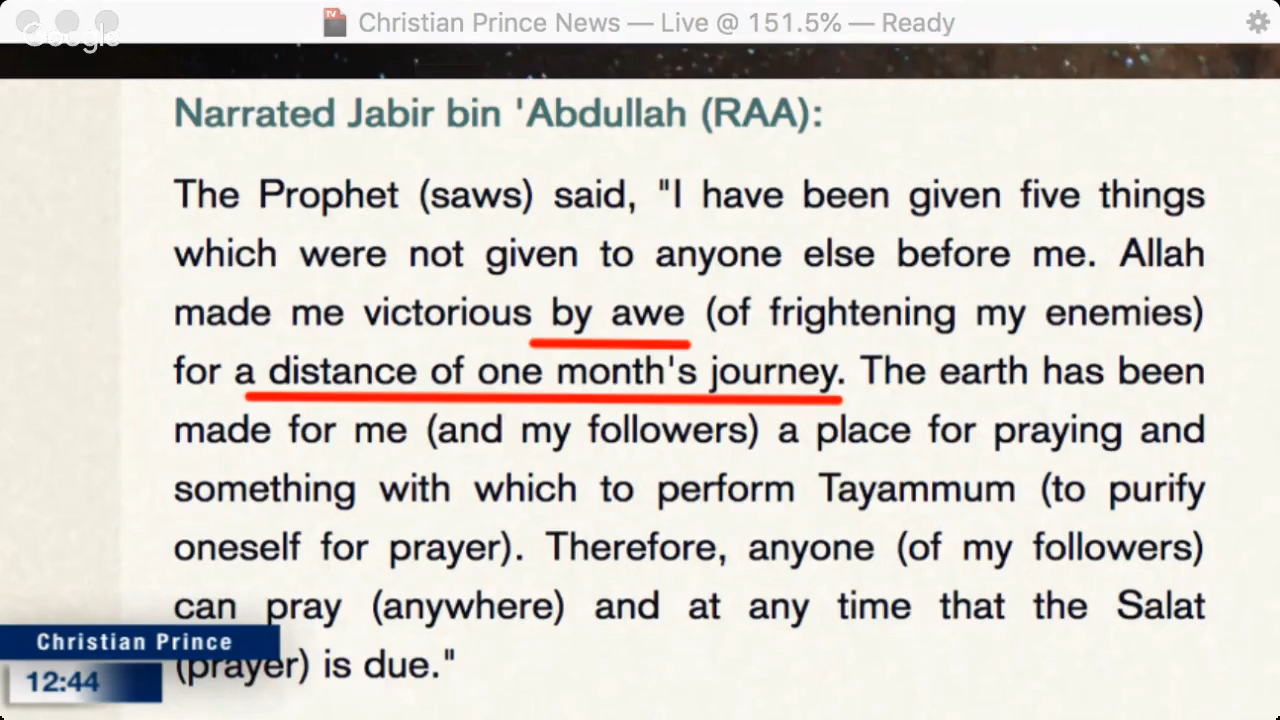 TV
Christian Prince News — Live @ 151.5% — Ready
Google
Narrated Jabir bin 'Abdullah (RAA):
The Prophet (saws) said, "I have been given five things
which were not given to anyone else before me. Allah
made me victorious by awe (of frightening my enemies)
for a distance of one month's journey. The earth has been
made for me (and my followers) a place for praying and
something with which to perform Tayammum (to purify
oneself for prayer). Therefore, anyone (of my followers)
can pray (anywhere) and at any time that the Salat
(prayer) is due."
Christian Prince
12:44